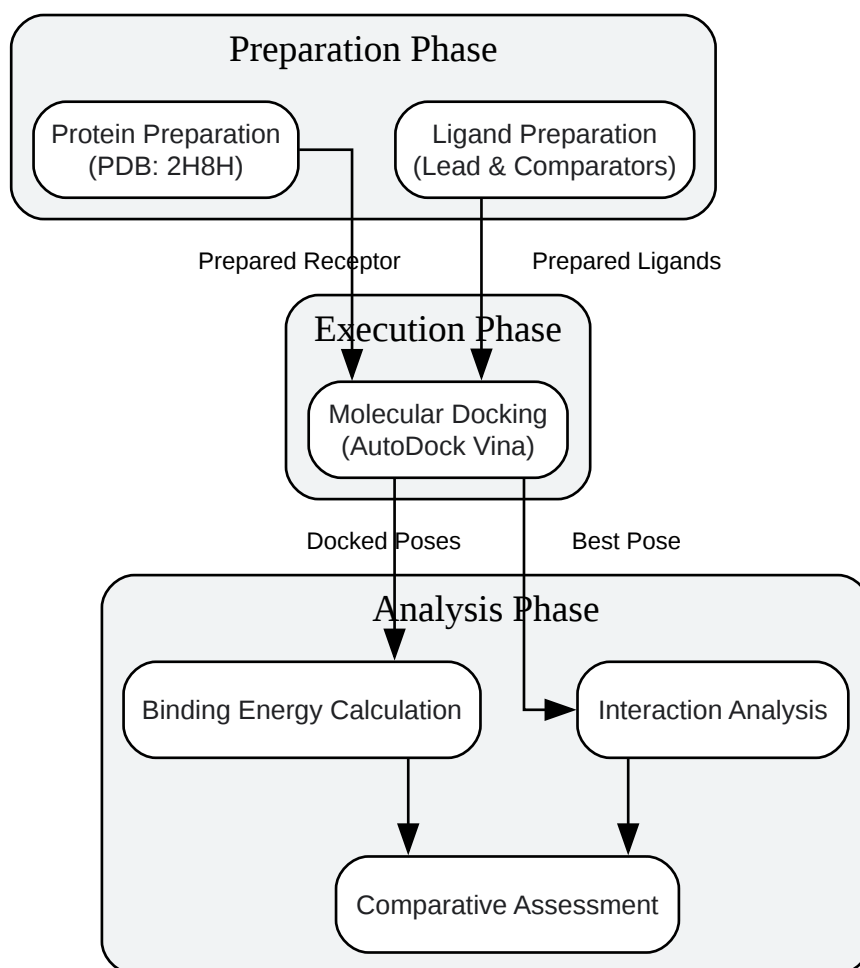 Preparation Phase
Protein Preparation
(PDB: 2H8H)
Ligand Preparation
(Lead & Comparators)
Prepared Receptor
Prepared Ligands
Execution Phase
Molecular Docking
(AutoDock Vina)
Docked Poses
Best Pose
Analysis Phase
Binding Energy Calculation
Interaction Analysis
Comparative Assessment